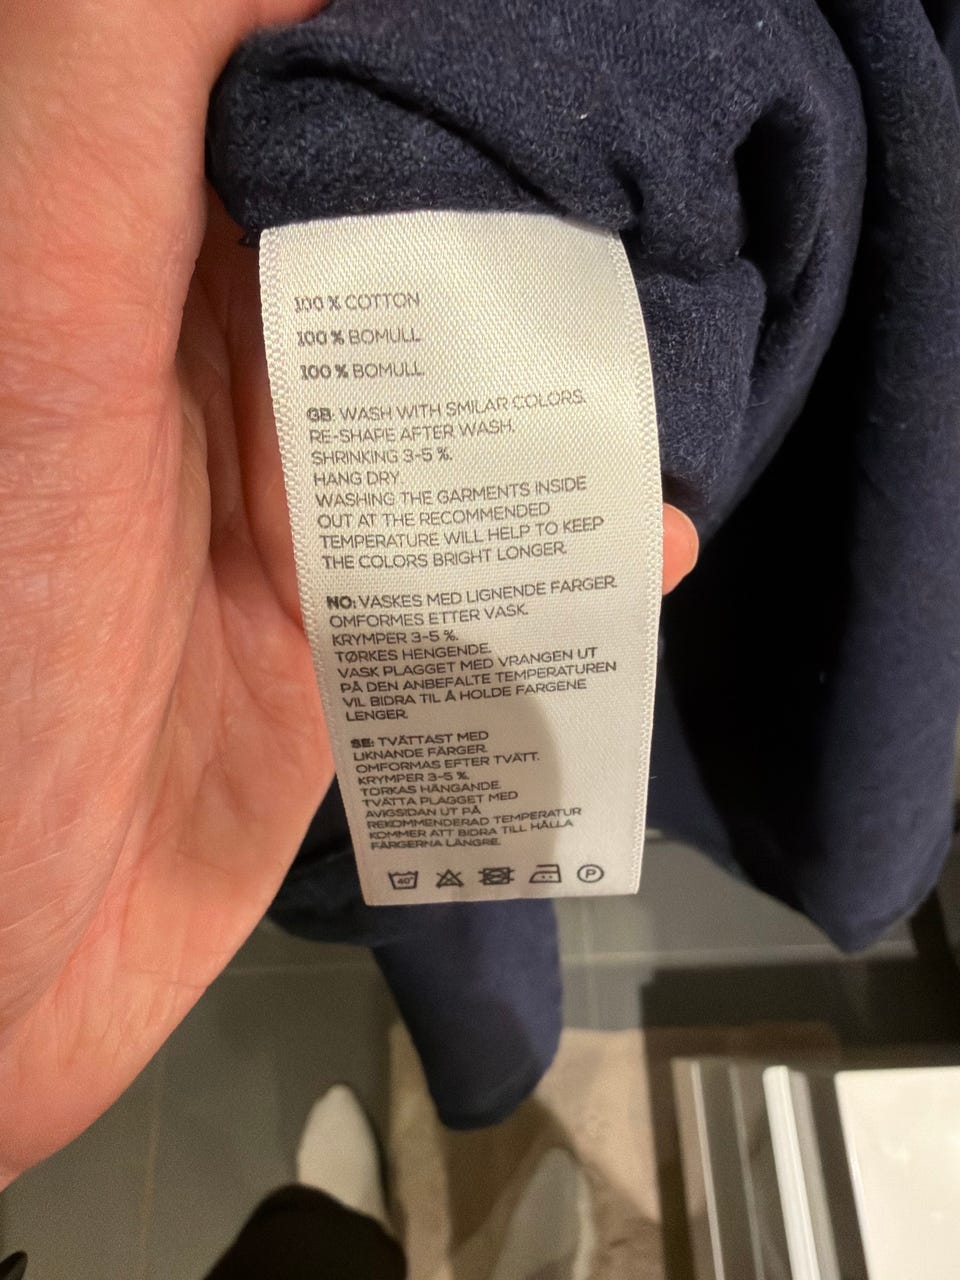 100 % COTTON
100 % BOMULL
100 % BOMULL
GB: WASH WITH SMILAR COLORS.
RE-SHAPE AFTER WASH.
SHRINKING 3-5 %.
HANG DRY.
WASHING THE GARMENTS INSIDE
OUT AT THE RECOMMENDED
TEMPERATURE WILL HELP TO KEEP
THE COLORS BRIGHT LONGER.
NO: VASKES MED LIGNENDE FARGER.
OMFORMES ETTER VASK.
KRYMPER 3-5 %.
TØRKES HENGENDE.
VASK PLAGGET MED VRANGEN UT
PÅ DEN ANBEFALTE TEMPERATUREN
VIL BIDRA TIL Å HOLDE FARGENE
LENGER.
SE: TVÄTTAST MED
LIKNANDE FÄRGER.
OMFORMAS EFTER TVÄTT.
KRYMPER 3-5 %.
TORKAS HÄNGANDE.
TVÄTTA PLAGGET MED
AVIGSIDAN UT PÅ
REKOMMENDERAD TEMPERATUR
KOMMER ATT BIDRA TILL HÅLLA
FÄRGERNA LÄNGRE.
40° P